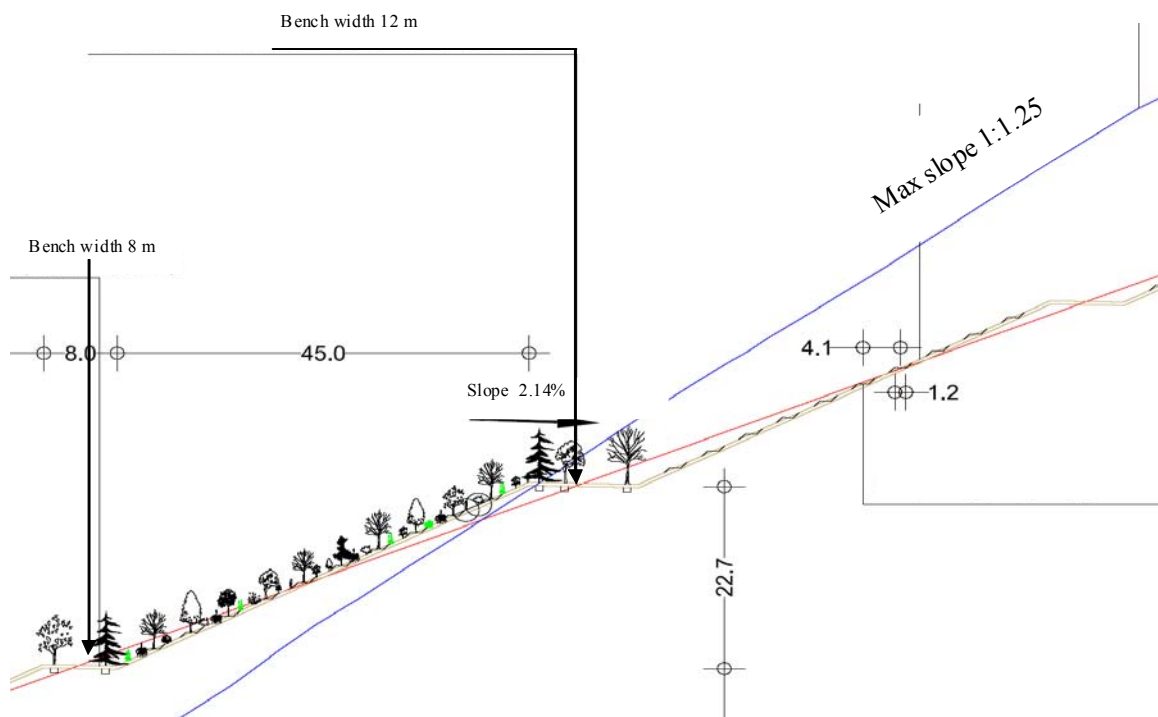 Bench width 12 m
Max slope 1:1.25
Bench width 8 m
8.0
45.0
4.1
Slope 2.14%
1.2
22.7